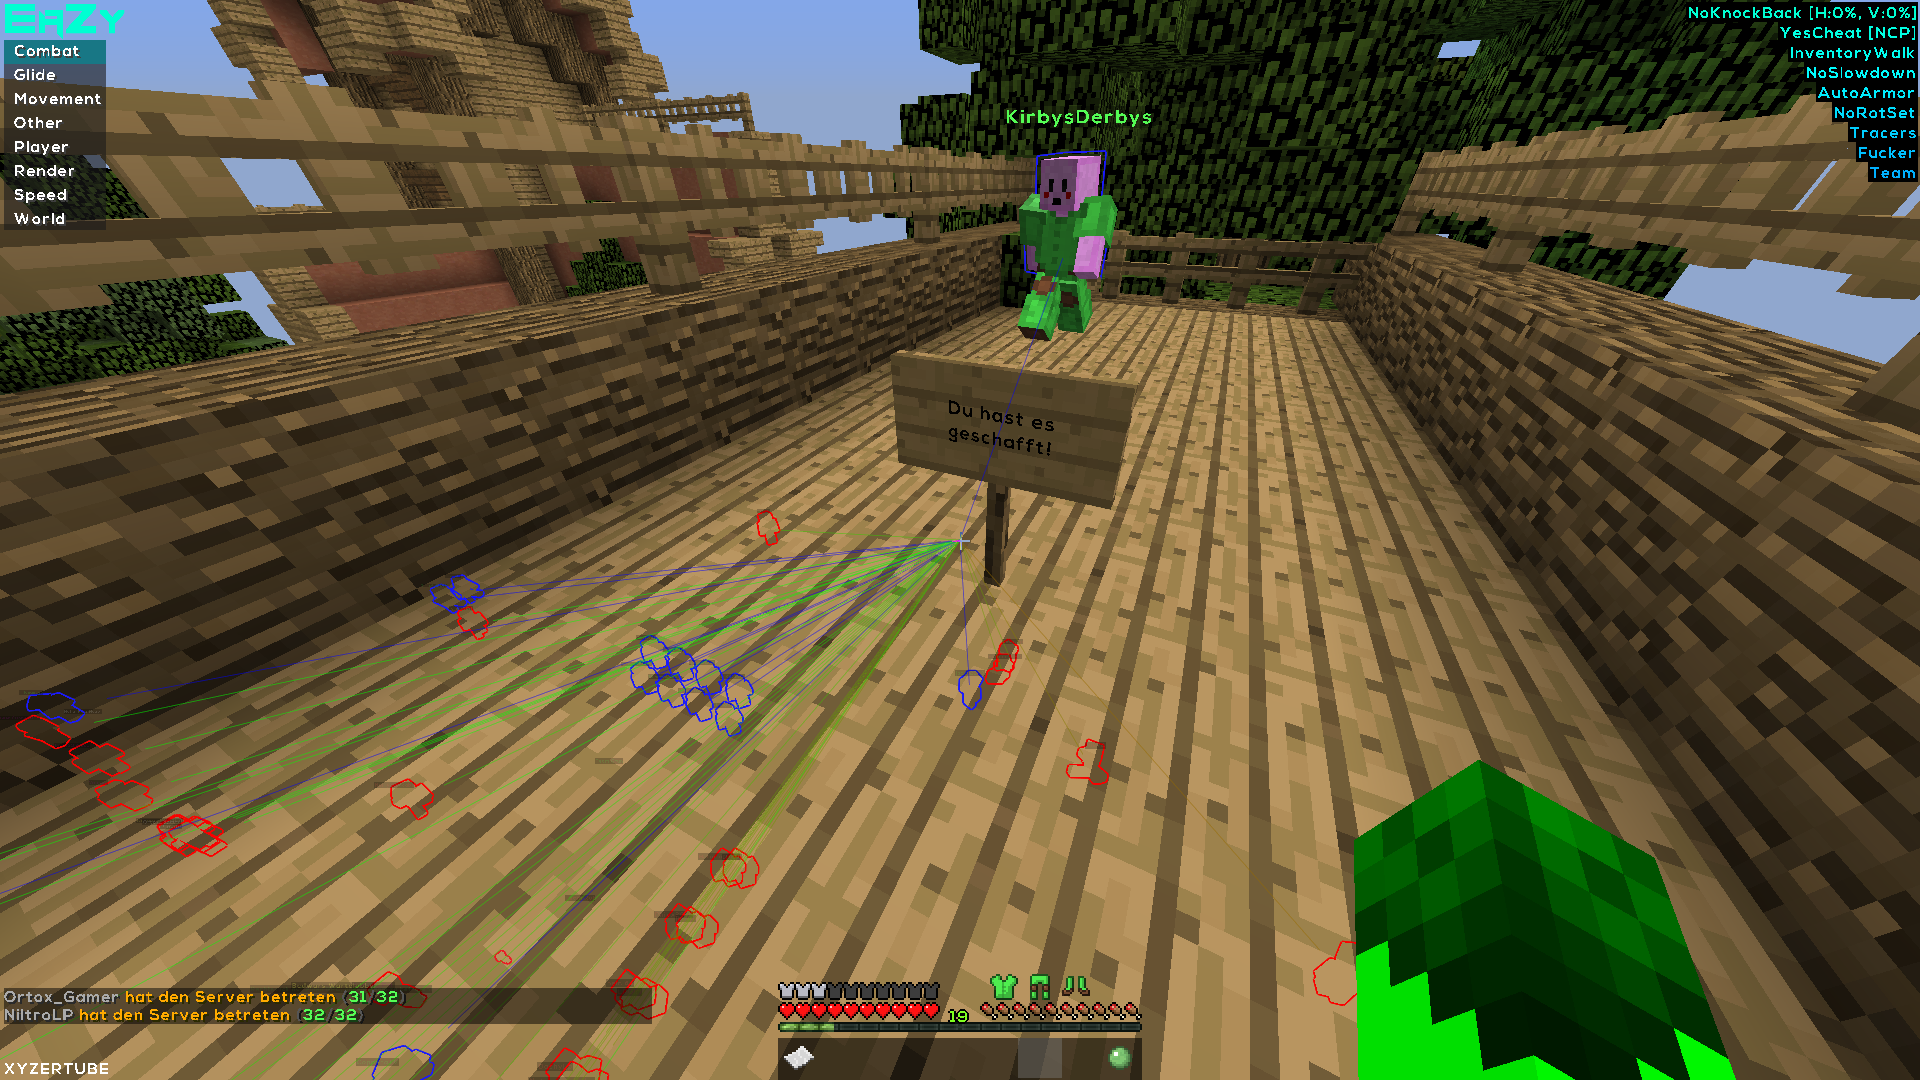 EaZy
Combat
Glide
Movement
Other
Player
Render
Speed
World
NoKnockBack [H:0%, V:0%]
YesCheat [NCP]
InventoryWalk
NoSlowdown
AutoArmor
NoRotSet
Tracers
Fucker
Team
KirbysDerbys
Du hast es
geschafft!
Ortox_Gamer hat den Server betreten (31/32)
NiltroLP hat den Server betreten (32/32)
19
XYZERTUBE